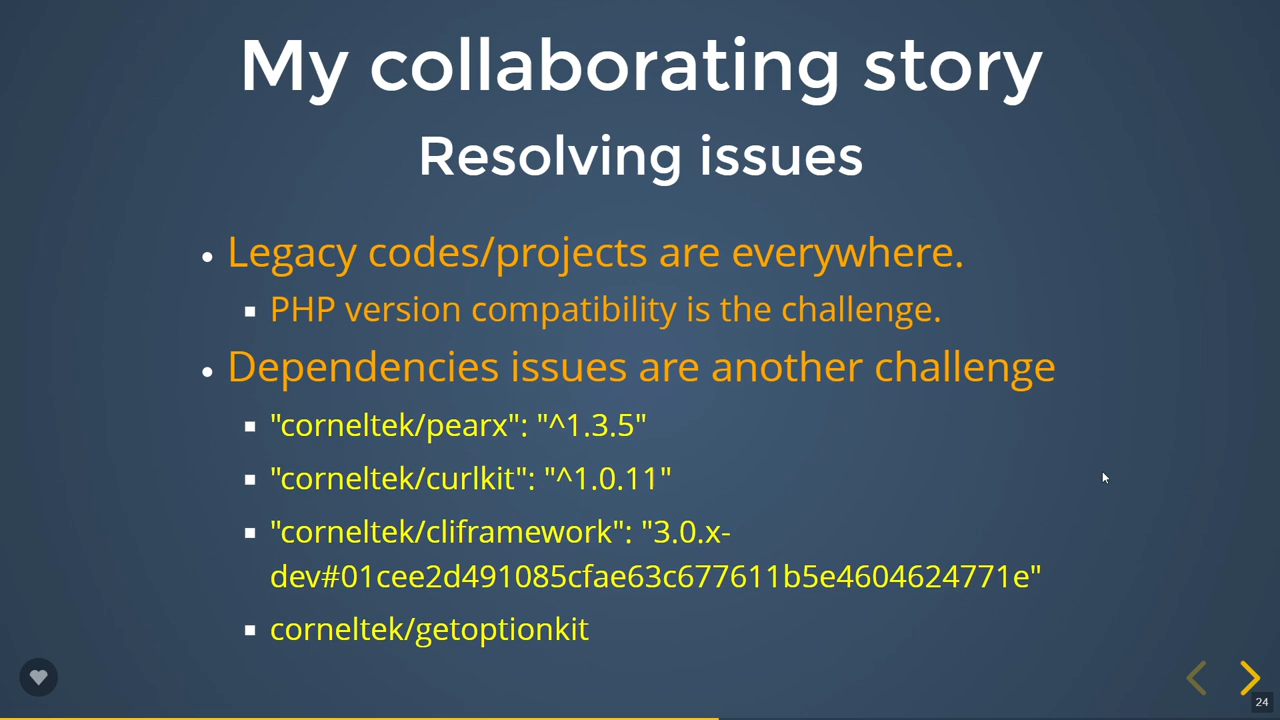 My collaborating story
Resolving issues
Legacy codes/projects are everywhere.
PHP version compatibility is the challenge.
Dependencies issues are another challenge
"corneltek/pearx": "^1.3.5"
"corneltek/curlkit": "^1.0.11"
"corneltek/cliframework": "3.0.x-
dev#01cee2d491085cfae63c677611b5e4604624771e"
corneltek/getoptionkit
24